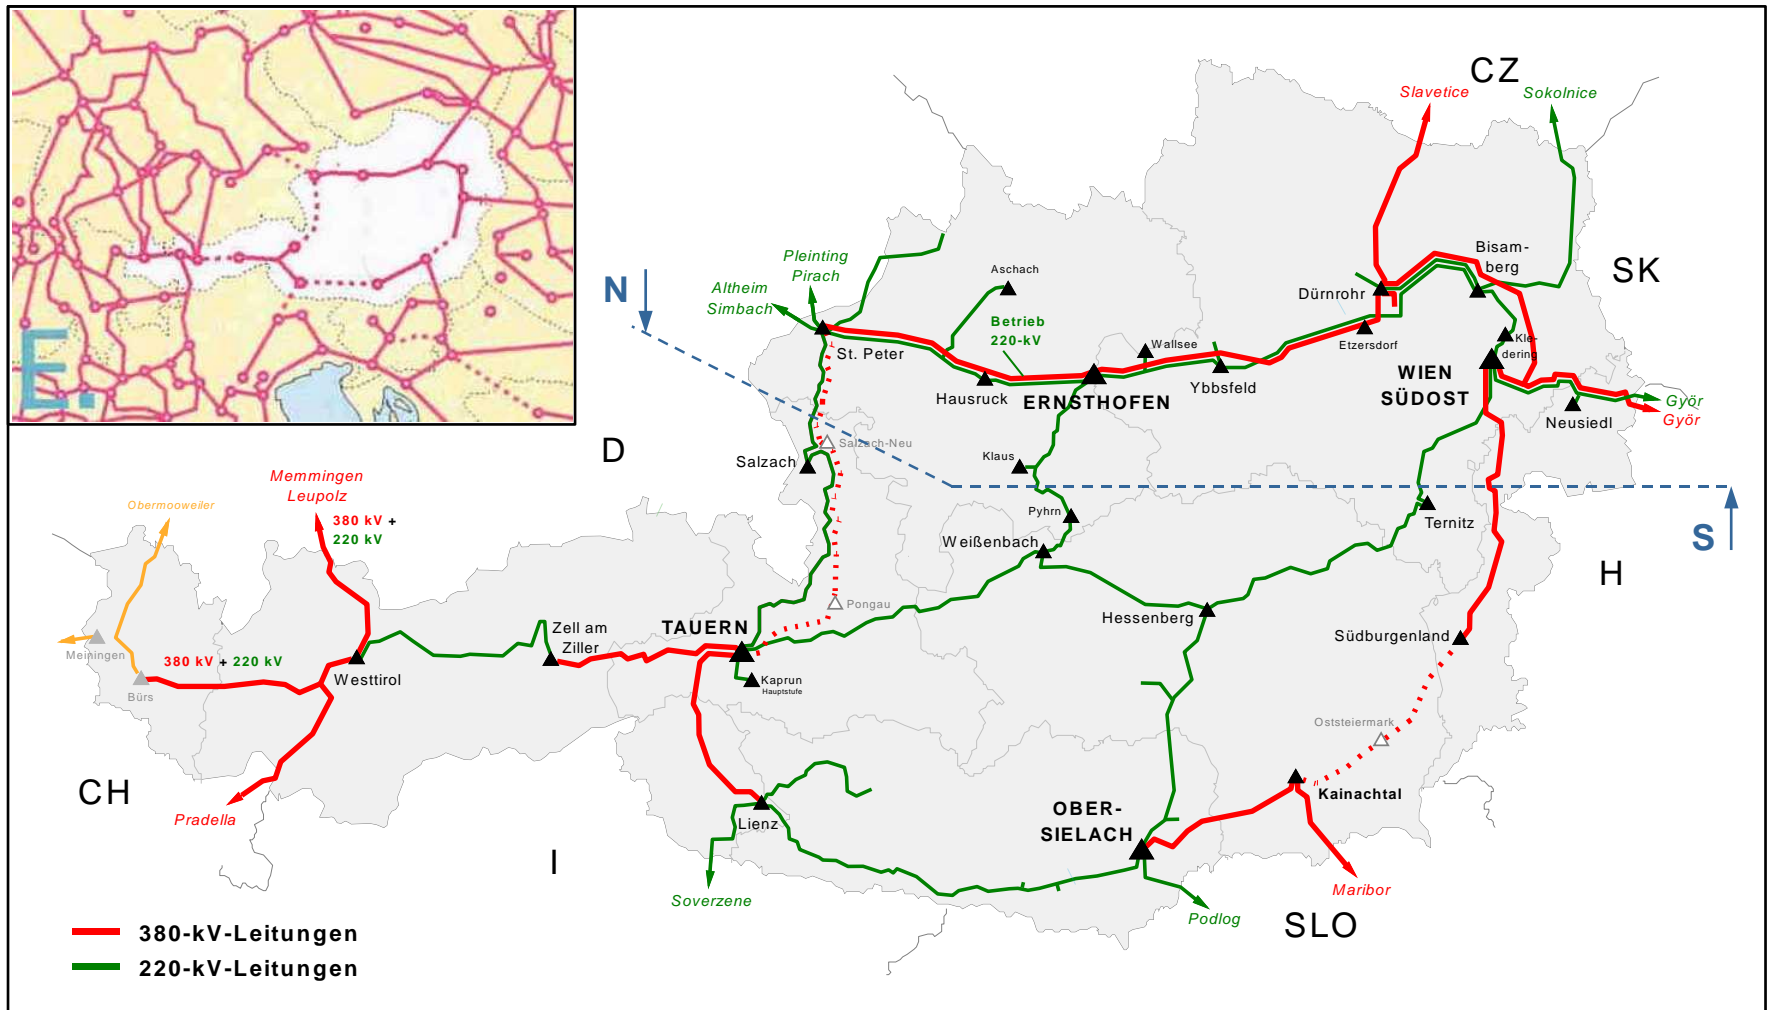 E.
CZ
Slavetice
Sokolnice
Bisam-
berg
SK
Pleinting
Pirach
N
Altheim
Simbach
Aschach
Dürnrohr
Betrieb
220-kV
St. Peter
Wallsee
Etzersdorf
Kle-
dering
WIEN
SÜDOST
Hausruck
ERNSTHOFEN
Ybbsfeld
Györ
Györ
Neusiedl
D
Salzach-Neu
Salzach
Klaus
Memmingen
Leupolz
Obermooweiler
380 kV +
220 kV
Pyhrn
Ternitz
Weißenbach
S
H
Pongau
Hessenberg
Zell am
Ziller
TAUERN
Südburgenland
Meiningen
380 kV + 220 kV
Westtirol
Kaprun
Hauptstufe
Bürs
Oststeiermark
CH
Pradella
Kainachtal
OBER-
SIELACH
Lienz
I
Soverzene
Maribor
Podlog
SLO
380-kV-Leitungen
220-kV-Leitungen